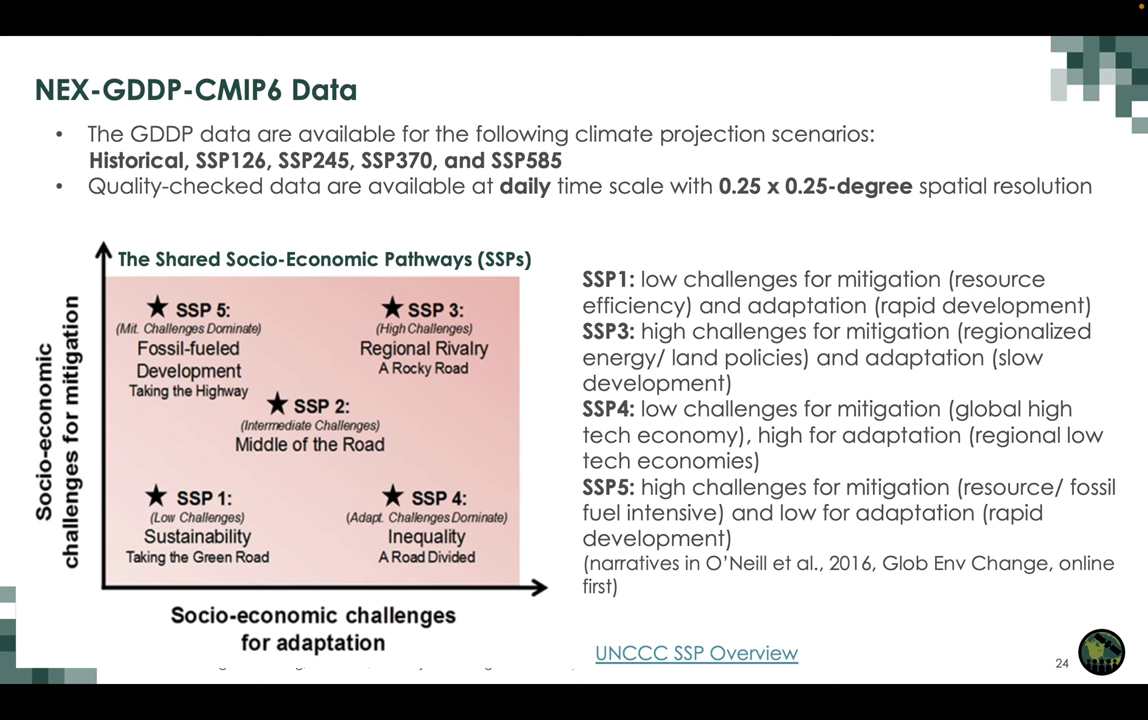 NEX-GDDP-CMIP6 Data
• The GDDP data are available for the following climate projection scenarios:
Historical, SSP126, SSP245, SSP370, and SSP585
• Quality-checked data are available at daily time scale with 0.25 x 0.25-degree spatial resolution
The Shared Socio-Economic Pathways (SSPs)
Socio-economic
challenges for mitigation
★ SSP 5:
(Mit. Challenges Dominate)
Fossil-fueled
Development
Taking the Highway
★ SSP 3:
(High Challenges)
Regional Rivalry
A Rocky Road
★ SSP 2:
(Intermediate Challenges)
Middle of the Road
★ SSP 1:
(Low Challenges)
Sustainability
Taking the Green Road
★ SSP 4:
(Adapt. Challenges Dominate)
Inequality
A Road Divided
Socio-economic challenges
for adaptation
SSP1: low challenges for mitigation (resource
efficiency) and adaptation (rapid development)
SSP3: high challenges for mitigation (regionalized
energy/ land policies) and adaptation (slow
development)
SSP4: low challenges for mitigation (global high
tech economy), high for adaptation (regional low
tech economies)
SSP5: high challenges for mitigation (resource/ fossil
fuel intensive) and low for adaptation (rapid
development)
(narratives in O’Neill et al., 2016, Glob Env Change, online
first)
UNCCC SSP Overview
24